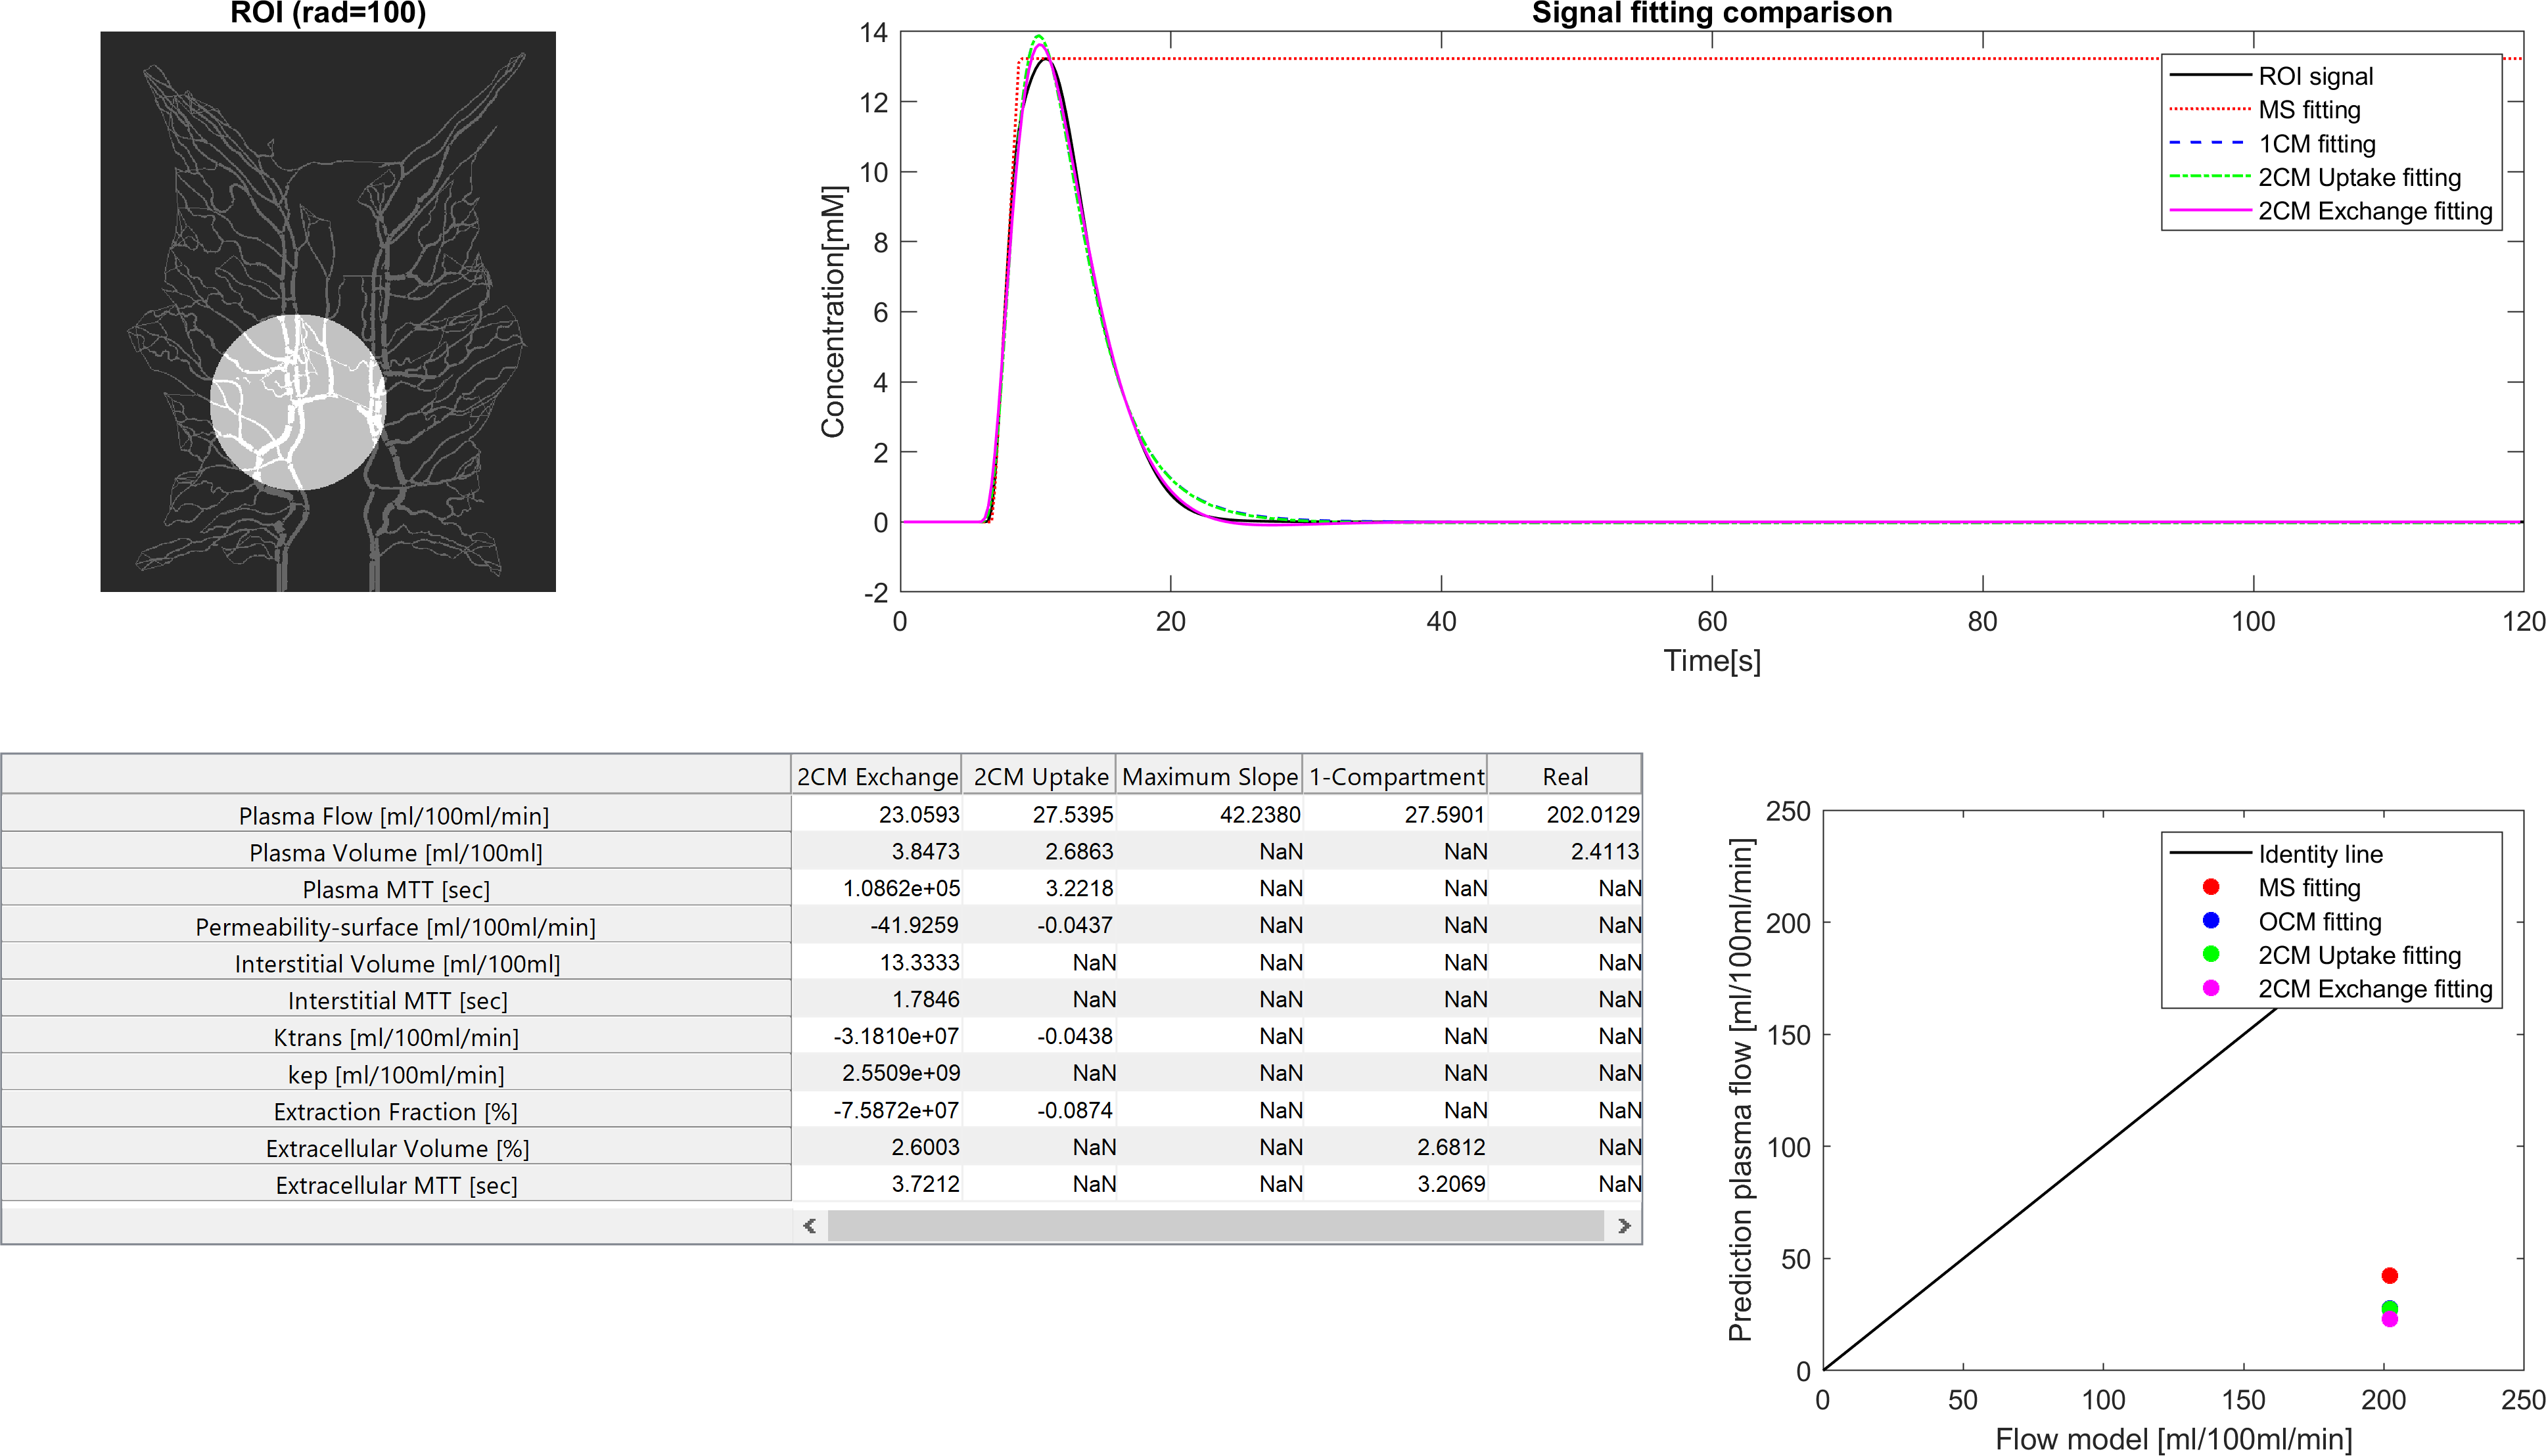 ROI (rad=100)
Signal fitting comparison
14
12
10
8
6
4
2
0
-2
Concentration[mM]
0 20 40 60 80 100 120
Time[s]
ROI signal
MS fitting
1CM fitting
2CM Uptake fitting
2CM Exchange fitting
2CM Exchange 2CM Uptake Maximum Slope 1-Compartment Real
Plasma Flow [ml/100ml/min] 23.0593 27.5395 42.2380 27.5901 202.0129
Plasma Volume [ml/100ml] 3.8473 2.6863 NaN NaN 2.4113
Plasma MTT [sec] 1.0862e+05 3.2218 NaN NaN NaN
Permeability-surface [ml/100ml/min] -41.9259 -0.0437 NaN NaN NaN
Interstitial Volume [ml/100ml] 13.3333 NaN NaN NaN NaN
Interstitial MTT [sec] 1.7846 NaN NaN NaN NaN
Ktrans [ml/100ml/min] -3.1810e+07 -0.0438 NaN NaN NaN
kep [ml/100ml/min] 2.5509e+09 NaN NaN NaN NaN
Extraction Fraction [%] -7.5872e+07 -0.0874 NaN NaN NaN
Extracellular Volume [%] 2.6003 NaN NaN 2.6812 NaN
Extracellular MTT [sec] 3.7212 NaN NaN 3.2069 NaN
250
200
150
100
50
0
Prediction plasma flow [ml/100ml/min]
Identity line
MS fitting
OCM fitting
2CM Uptake fitting
2CM Exchange fitting
0 50 100 150 200 250
Flow model [ml/100ml/min]